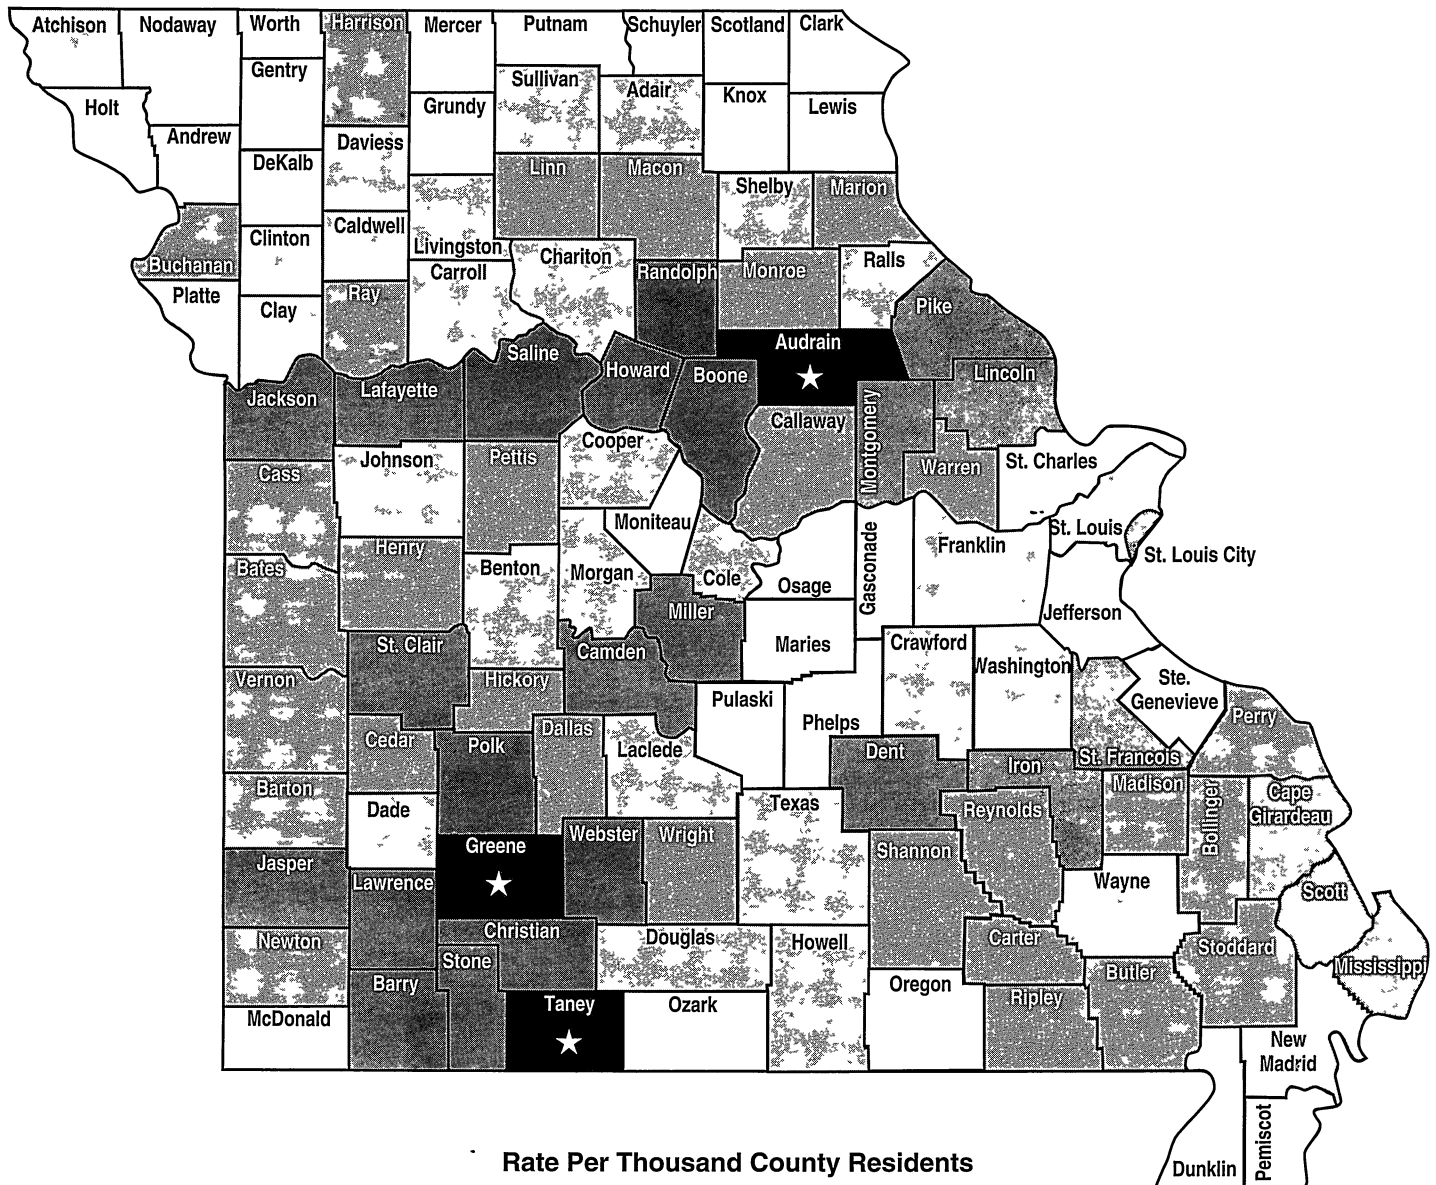 Atchison
Nodaway
Worth
Harrison
Mercer
Putnam
Schuyler
Scotland
Clark
Gentry
Sullivan
Adair
Knox
Lewis
Holt
Grundy
Andrew
DeKalb
Daviess
Linn
Macon
Shelby
Marion
Clinton
Caldwell
Livingston
Chariton
Buchanan
Carroll
Randolph
Monroe
Ralls
Platte
Clay
Ray
Pike
Audrain
Saline
Howard
Boone
Lincoln
Jackson
Lafayette
Callaway
Montgomery
Cooper
Johnson
Pettis
Warren
St. Charles
Cass
Moniteau
St. Louis
St. Louis City
Henry
Gasconade
Franklin
Bates
Benton
Morgan
Cole
Osage
Miller
Jefferson
St. Clair
Camden
Maries
Crawford
Washington
Vernon
Hickory
Pulaski
Ste.
Genevieve
Phelps
Perry
Cedar
Polk
Dallas
Laclede
Dent
Iron
St. Francois
Barton
Dade
Texas
Reynolds
Madison
Bollinger
Cape
Girardeau
Jasper
Greene
Webster
Wright
Shannon
Lawrence
Wayne
Scott
Newton
Christian
Douglas
Howell
Carter
Stoddard
Stone
Mississippi
Barry
Taney
Ozark
Oregon
Ripley
Butler
McDonald
New
Madrid
Rate Per Thousand County Residents
Dunklin
Pemiscot